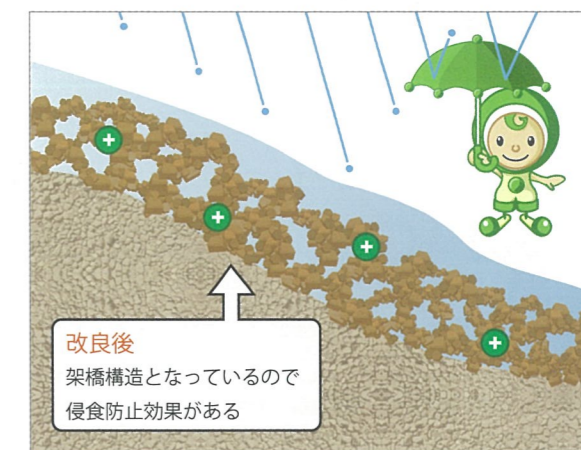 改良後
架橋構造となっているので
侵食防止効果がある